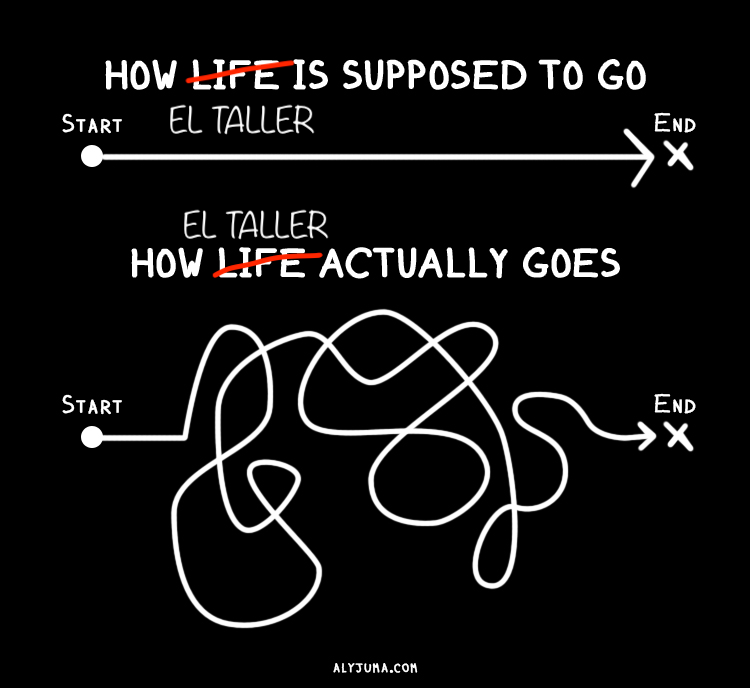 HOW LIFE IS SUPPOSED TO GO
EL TALLER
START
END
EL TALLER
HOW LIFE ACTUALLY GOES
START
END
ALYJUMA.COM